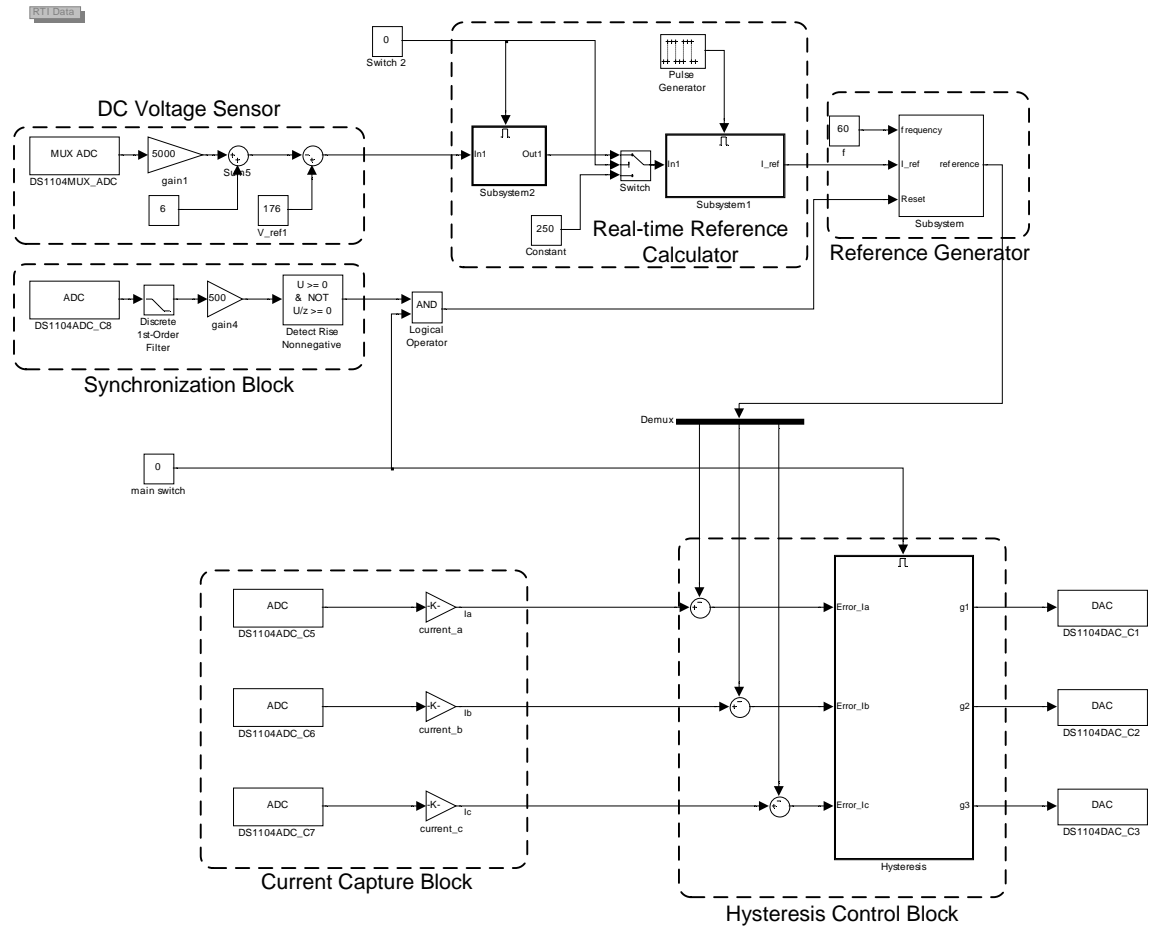 RTI Data
0
Switch 2
Pulse
Generator
DC Voltage Sensor
MUX ADC
DS1104MUX_ADC
5000
gain1
Sum5
6
176
V_ref1
In1
Out1
Subsystem2
Switch
250
Constant
In1
I_ref
Subsystem1
Real-time Reference
Calculator
60
f
frequency
I_ref
Reset
reference
Subsystem
Reference Generator
ADC
DS1104ADC_C8
Discrete
1st-Order
Filter
500
gain4
U >= 0
& NOT
U/z >= 0
Detect Rise
Nonnegative
AND
Logical
Operator
Synchronization Block
Demux
0
main switch
ADC
DS1104ADC_C5
-K-
current_a
Ia
ADC
DS1104ADC_C6
-K-
current_b
Ib
ADC
DS1104ADC_C7
-K-
current_c
Ic
Current Capture Block
Error_Ia
Error_Ib
Error_Ic
g1
g2
g3
Hysteresis
Hysteresis Control Block
DAC
DS1104DAC_C1
DAC
DS1104DAC_C2
DAC
DS1104DAC_C3